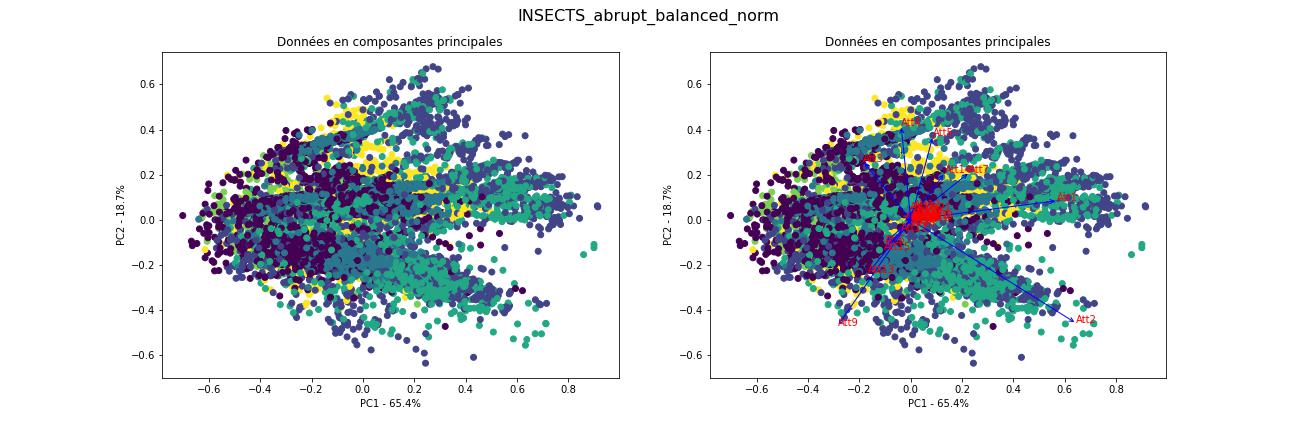 INSECTS_abrupt_balanced_norm
Données en composantes principales
0.6
0.4
0.2
0.0
−0.2
−0.4
−0.6
PC2 - 18.7%
−0.6 −0.4 −0.2 0.0 0.2 0.4 0.6 0.8
PC1 - 65.4%
Données en composantes principales
0.6
0.4
0.2
0.0
−0.2
−0.4
−0.6
PC2 - 18.7%
Att7
Att2
Att9
−0.6 −0.4 −0.2 0.0 0.2 0.4 0.6 0.8
PC1 - 65.4%